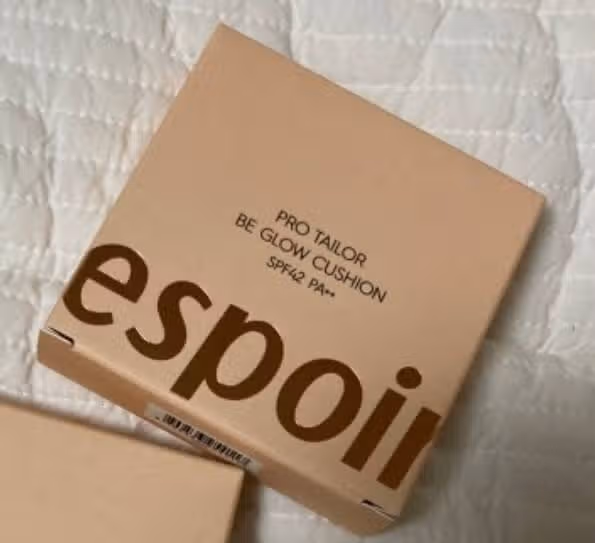 PRO TAILOR
BE GLOW CUSHION
SPF42 PA++
espoir